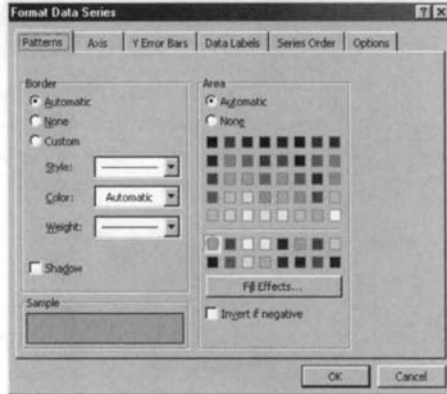 Format Data Series
Patterns Axis Y Error Bars Data Labels Series Order Options
Border
Automatic
None
Custom
Style:
Color: Automatic
Weight:
Shadow
Sample
Area
Automatic
None
Fill Effects...
Invert if negative
OK Cancel